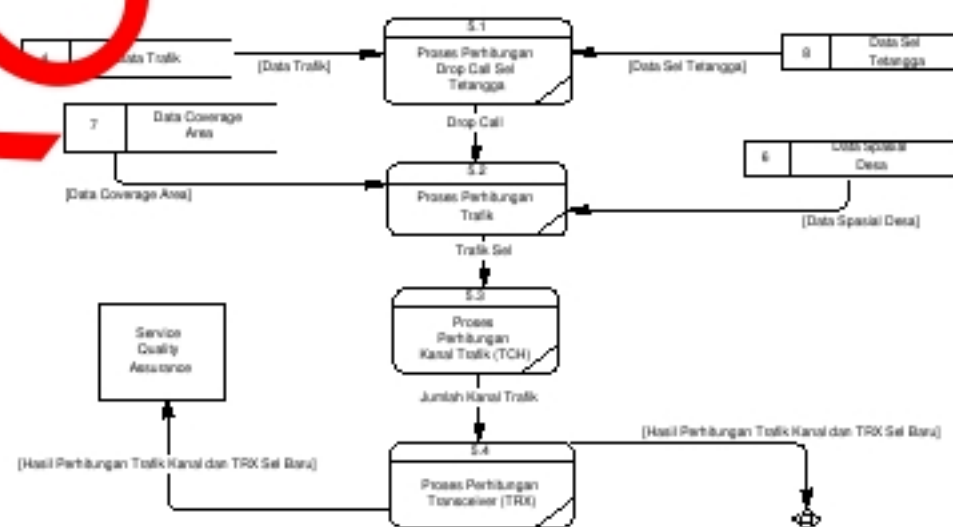 5.1
Data Trafik
[Data Trafik]
Proses Perhitungan
Drop Call Sel
Tetangga
[Data Sel Tetangga]
8
Data Sel
Tetangga
7
Data Coverage
Area
Drop Call
[Data Coverage Area]
5.2
Proses Perhitungan
Trafik
6
Data Spasial
Desa
[Data Spasial Desa]
Trafik Sel
5.3
Proses
Perhitungan
Kanal Trafik (TCH)
Service
Quality
Assurance
Jumlah Kanal Trafik
[Hasil Perhitungan Trafik Kanal dan TRX Sel Baru]
5.4
Proses Perhitungan
Transceiver (TRX)
[Hasil Perhitungan Trafik Kanal dan TRX Sel Baru]